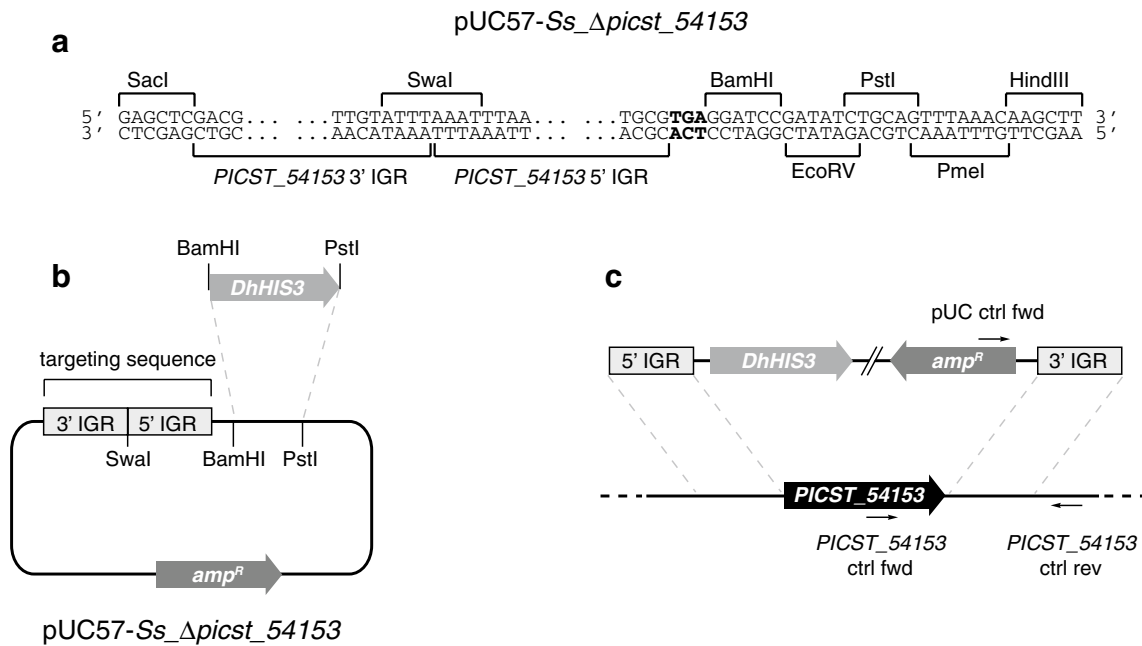 pUC57-Ss_Δpicst_54153
a
SacI SwaI BamHI PstI HindIII
5′ GAGCTCGACG... ...TTGTATTTAAATTTAA... ...TGCGTGAGGATCCGATATCTGCAGTTTAAACAAGCTT 3′
3′ CTCGAGCTGC... ...AACATAAATTTAAATT... ...ACGCACTCCTAGGCTATAGACGTCAAATTTGTTCGAA 5′
PICST_54153 3’ IGR PICST_54153 5’ IGR EcoRV PmeI
b
BamHI PstI
DhHIS3
targeting sequence
3’ IGR 5’ IGR
SwaI BamHI PstI
ampR
pUC57-Ss_Δpicst_54153
c
pUC ctrl fwd
5’ IGR DhHIS3 ampR 3’ IGR
PICST_54153
PICST_54153 ctrl fwd
PICST_54153 ctrl rev